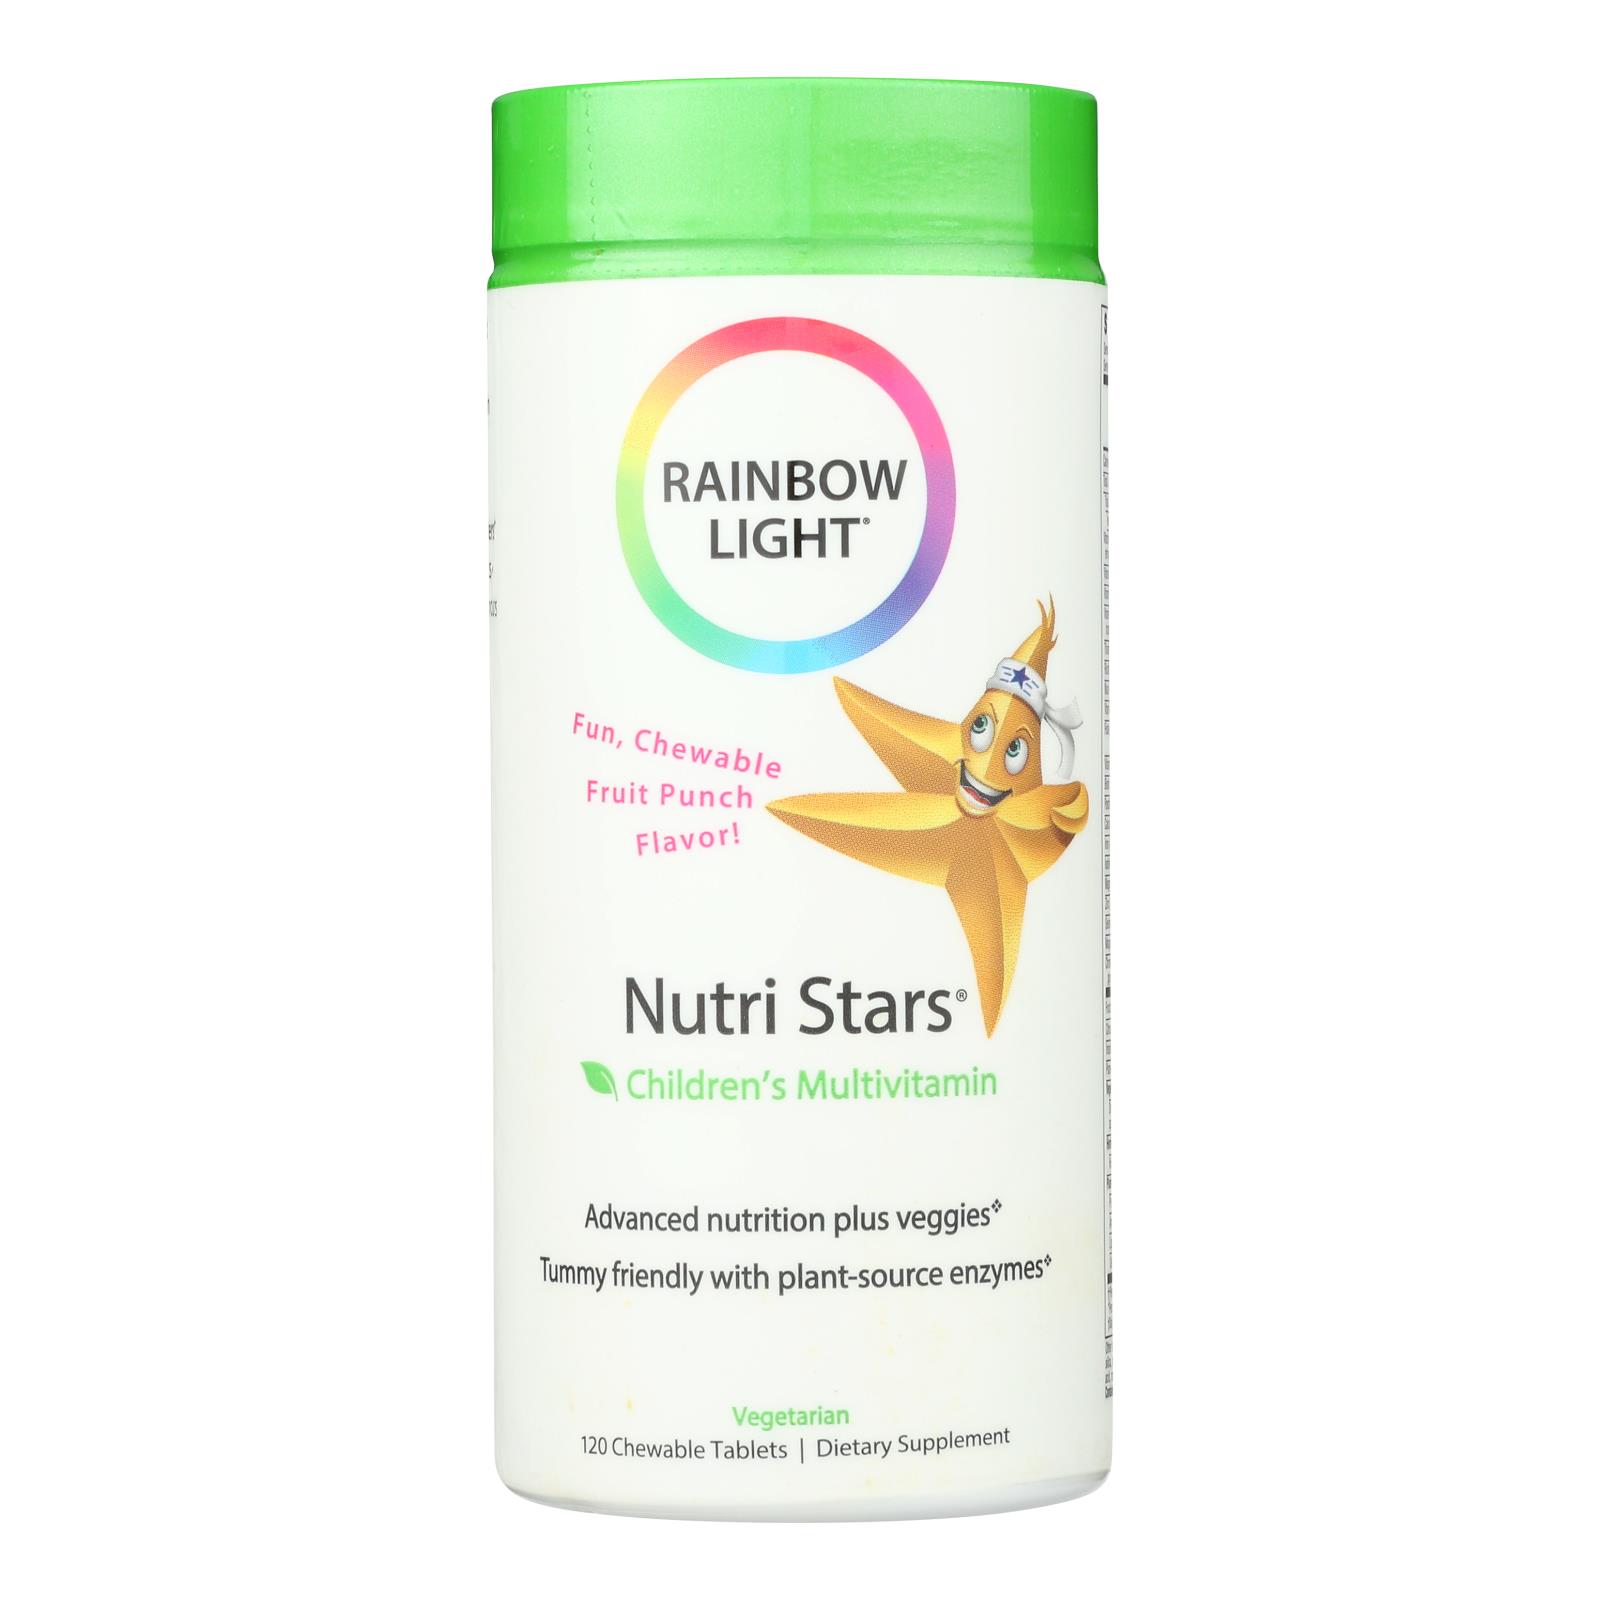 RAINBOW
LIGHT®
Fun, Chewable
Fruit Punch
Flavor!
Nutri Stars®
Children's Multivitamin
Advanced nutrition plus veggies❖
Tummy friendly with plant-source enzymes❖
Vegetarian
120 Chewable Tablets | Dietary Supplement